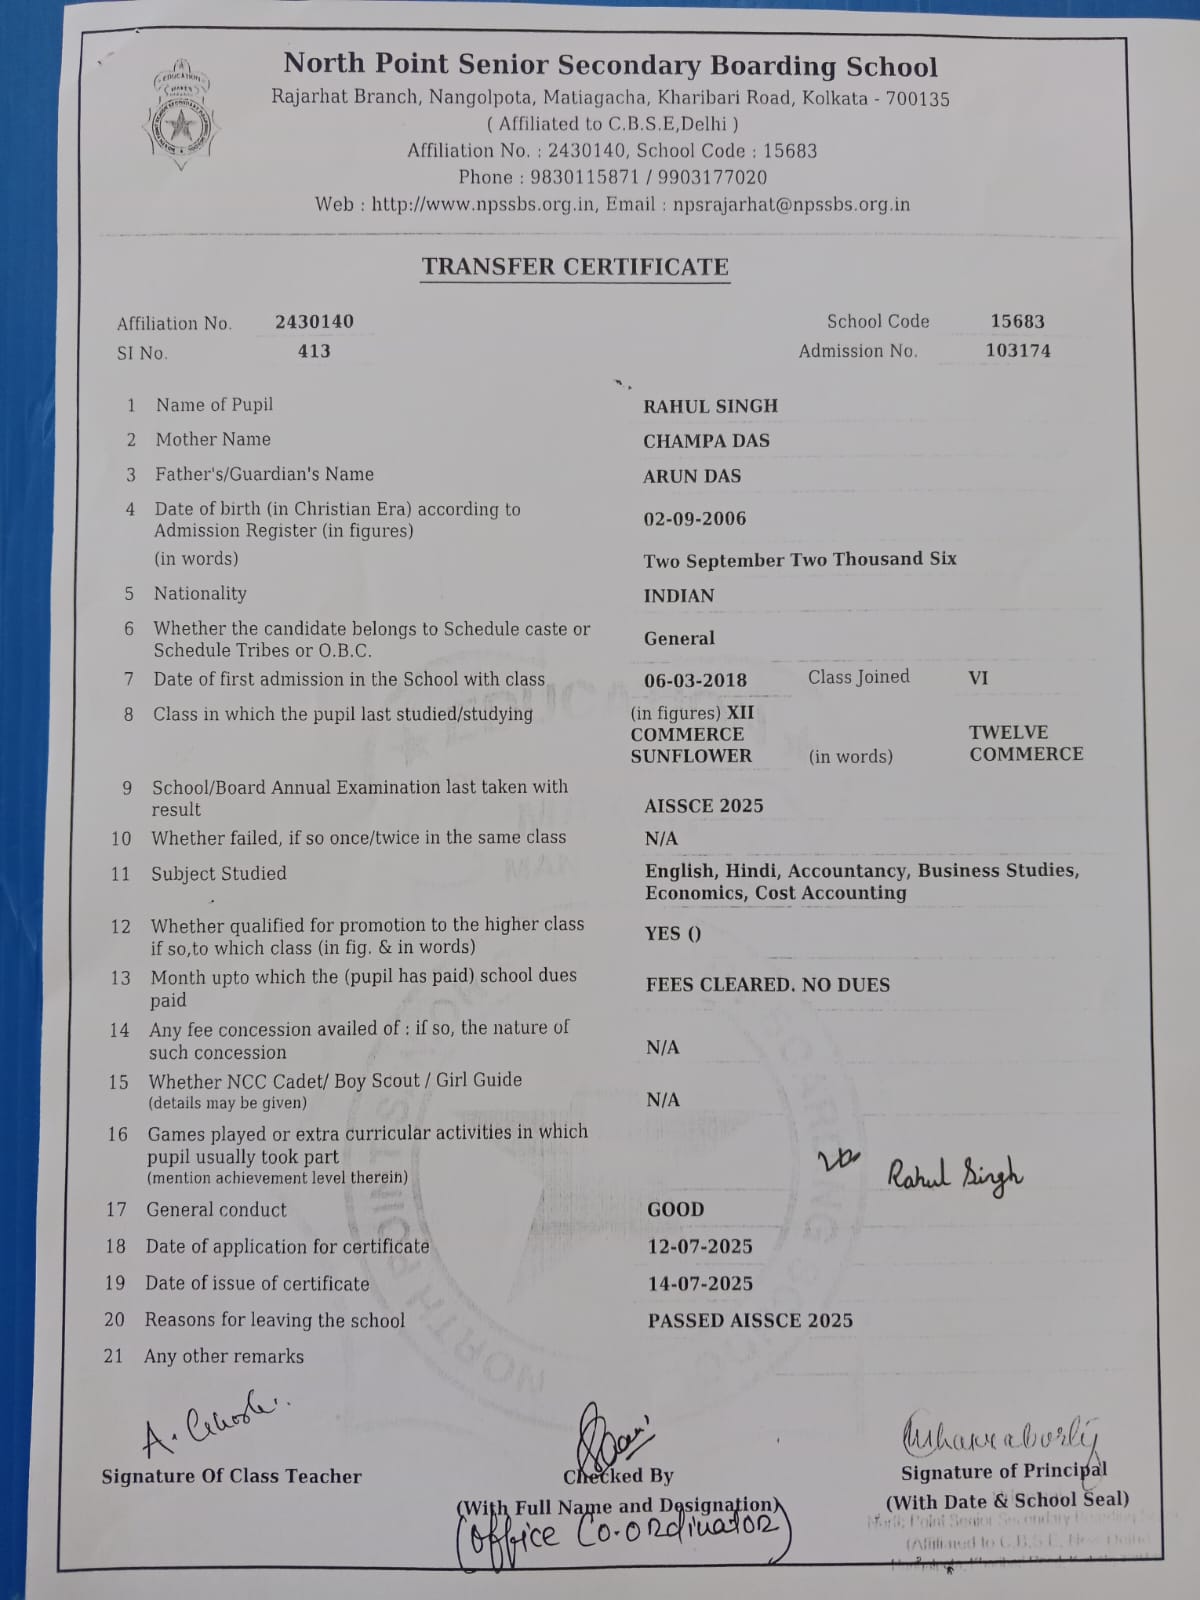 North Point Senior Secondary Boarding School
Rajarhat Branch, Nangolpota, Matiagacha, Kharibari Road, Kolkata - 700135
( Affiliated to C.B.S.E,Delhi )
Affiliation No. : 2430140, School Code : 15683
Phone : 9830115871 / 9903177020
Web : http://www.npssbs.org.in, Email : npsrajarhat@npssbs.org.in
TRANSFER CERTIFICATE
Affiliation No. 2430140 School Code 15683
SI No. 413 Admission No. 103174
1 Name of Pupil RAHUL SINGH
2 Mother Name CHAMPA DAS
3 Father's/Guardian's Name ARUN DAS
4 Date of birth (in Christian Era) according to
Admission Register (in figures) 02-09-2006
(in words) Two September Two Thousand Six
5 Nationality INDIAN
6 Whether the candidate belongs to Schedule caste or
Schedule Tribes or O.B.C. General
7 Date of first admission in the School with class 06-03-2018 Class Joined VI
8 Class in which the pupil last studied/studying (in figures) XII
COMMERCE TWELVE
SUNFLOWER (in words) COMMERCE
9 School/Board Annual Examination last taken with
result AISSCE 2025
10 Whether failed, if so once/twice in the same class N/A
11 Subject Studied English, Hindi, Accountancy, Business Studies,
Economics, Cost Accounting
12 Whether qualified for promotion to the higher class
if so,to which class (in fig. & in words) YES ()
13 Month upto which the (pupil has paid) school dues
paid FEES CLEARED. NO DUES
14 Any fee concession availed of : if so, the nature of
such concession N/A
15 Whether NCC Cadet/ Boy Scout / Girl Guide
(details may be given) N/A
16 Games played or extra curricular activities in which
pupil usually took part
(mention achievement level therein)
Rahul Singh
17 General conduct GOOD
18 Date of application for certificate 12-07-2025
19 Date of issue of certificate 14-07-2025
20 Reasons for leaving the school PASSED AISSCE 2025
21 Any other remarks
A. Ghosh
Signature Of Class Teacher Checked By Signature of Principal
(With Full Name and Designation) (With Date & School Seal)
(Office Co-ordinator)
North Point Senior Secondary Boarding
(Affiliated to C.B.S.E, New Delhi)